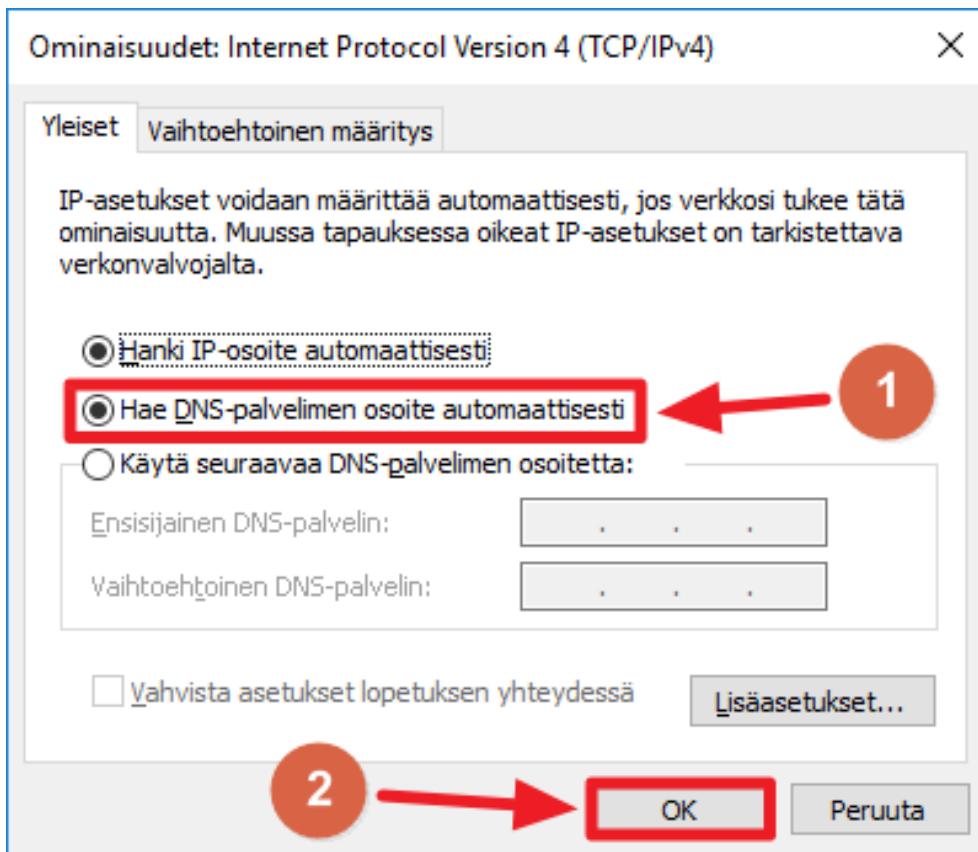 Ominaisuudet: Internet Protocol Version 4 (TCP/IPv4)
Yleiset
Vaihtoehtoinen määritys
IP-asetukset voidaan määrittää automaattisesti, jos verkkosi tukee tätä
ominaisuutta. Muussa tapauksessa oikeat IP-asetukset on tarkistettava
verkonvalvojalta.
Hanki IP-osoite automaattisesti
Hae DNS-palvelimen osoite automaattisesti
1
Käytä seuraavaa DNS-palvelimen osoitetta:
Ensisijainen DNS-palvelin:
. . .
Vaihtoehtoinen DNS-palvelin:
. . .
Vahvista asetukset lopetuksen yhteydessä
Lisäasetukset...
2
OK
Peruuta